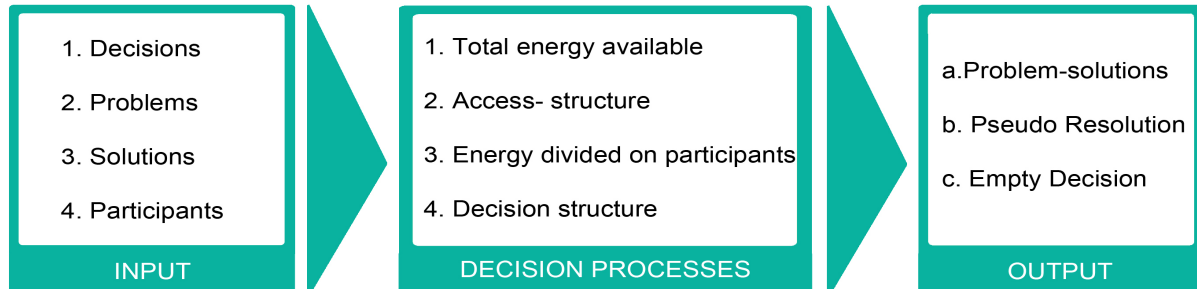 1. Decisions
2. Problems
3. Solutions
4. Participants
INPUT
1. Total energy available
2. Access- structure
3. Energy divided on participants
4. Decision structure
DECISION PROCESSES
a.Problem-solutions
b. Pseudo Resolution
c. Empty Decision
OUTPUT